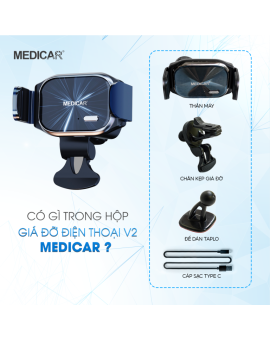 MEDICAR
MEDICAR
THÂN MÁY
CHÂN KẸP GIÁ ĐỠ
CÓ GÌ TRONG HỘP
GIÁ ĐỠ ĐIỆN THOẠI V2
MEDICAR ?
ĐẾ DÁN TAPLO
CÁP SẠC TYPE C